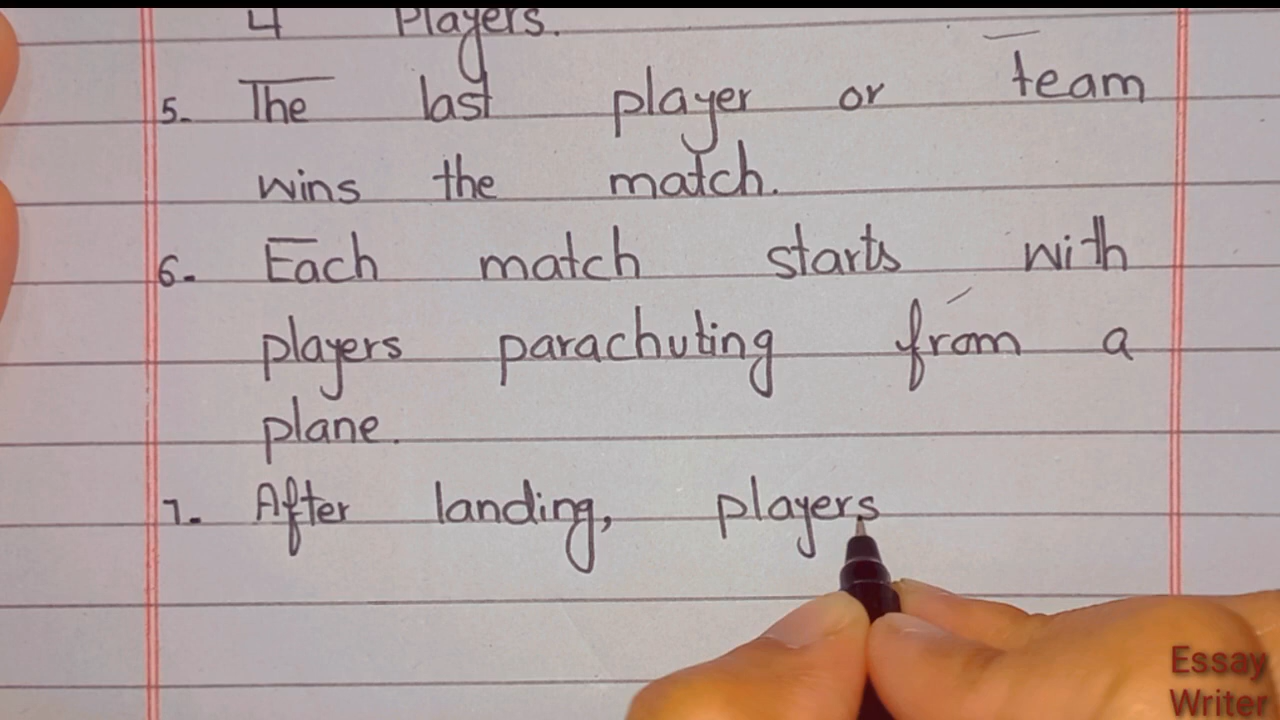 4 Players.
5. The last player or team
wins the match.
6. Each match starts with
players parachuting from a
plane.
7. After landing, players
Essay
Writer